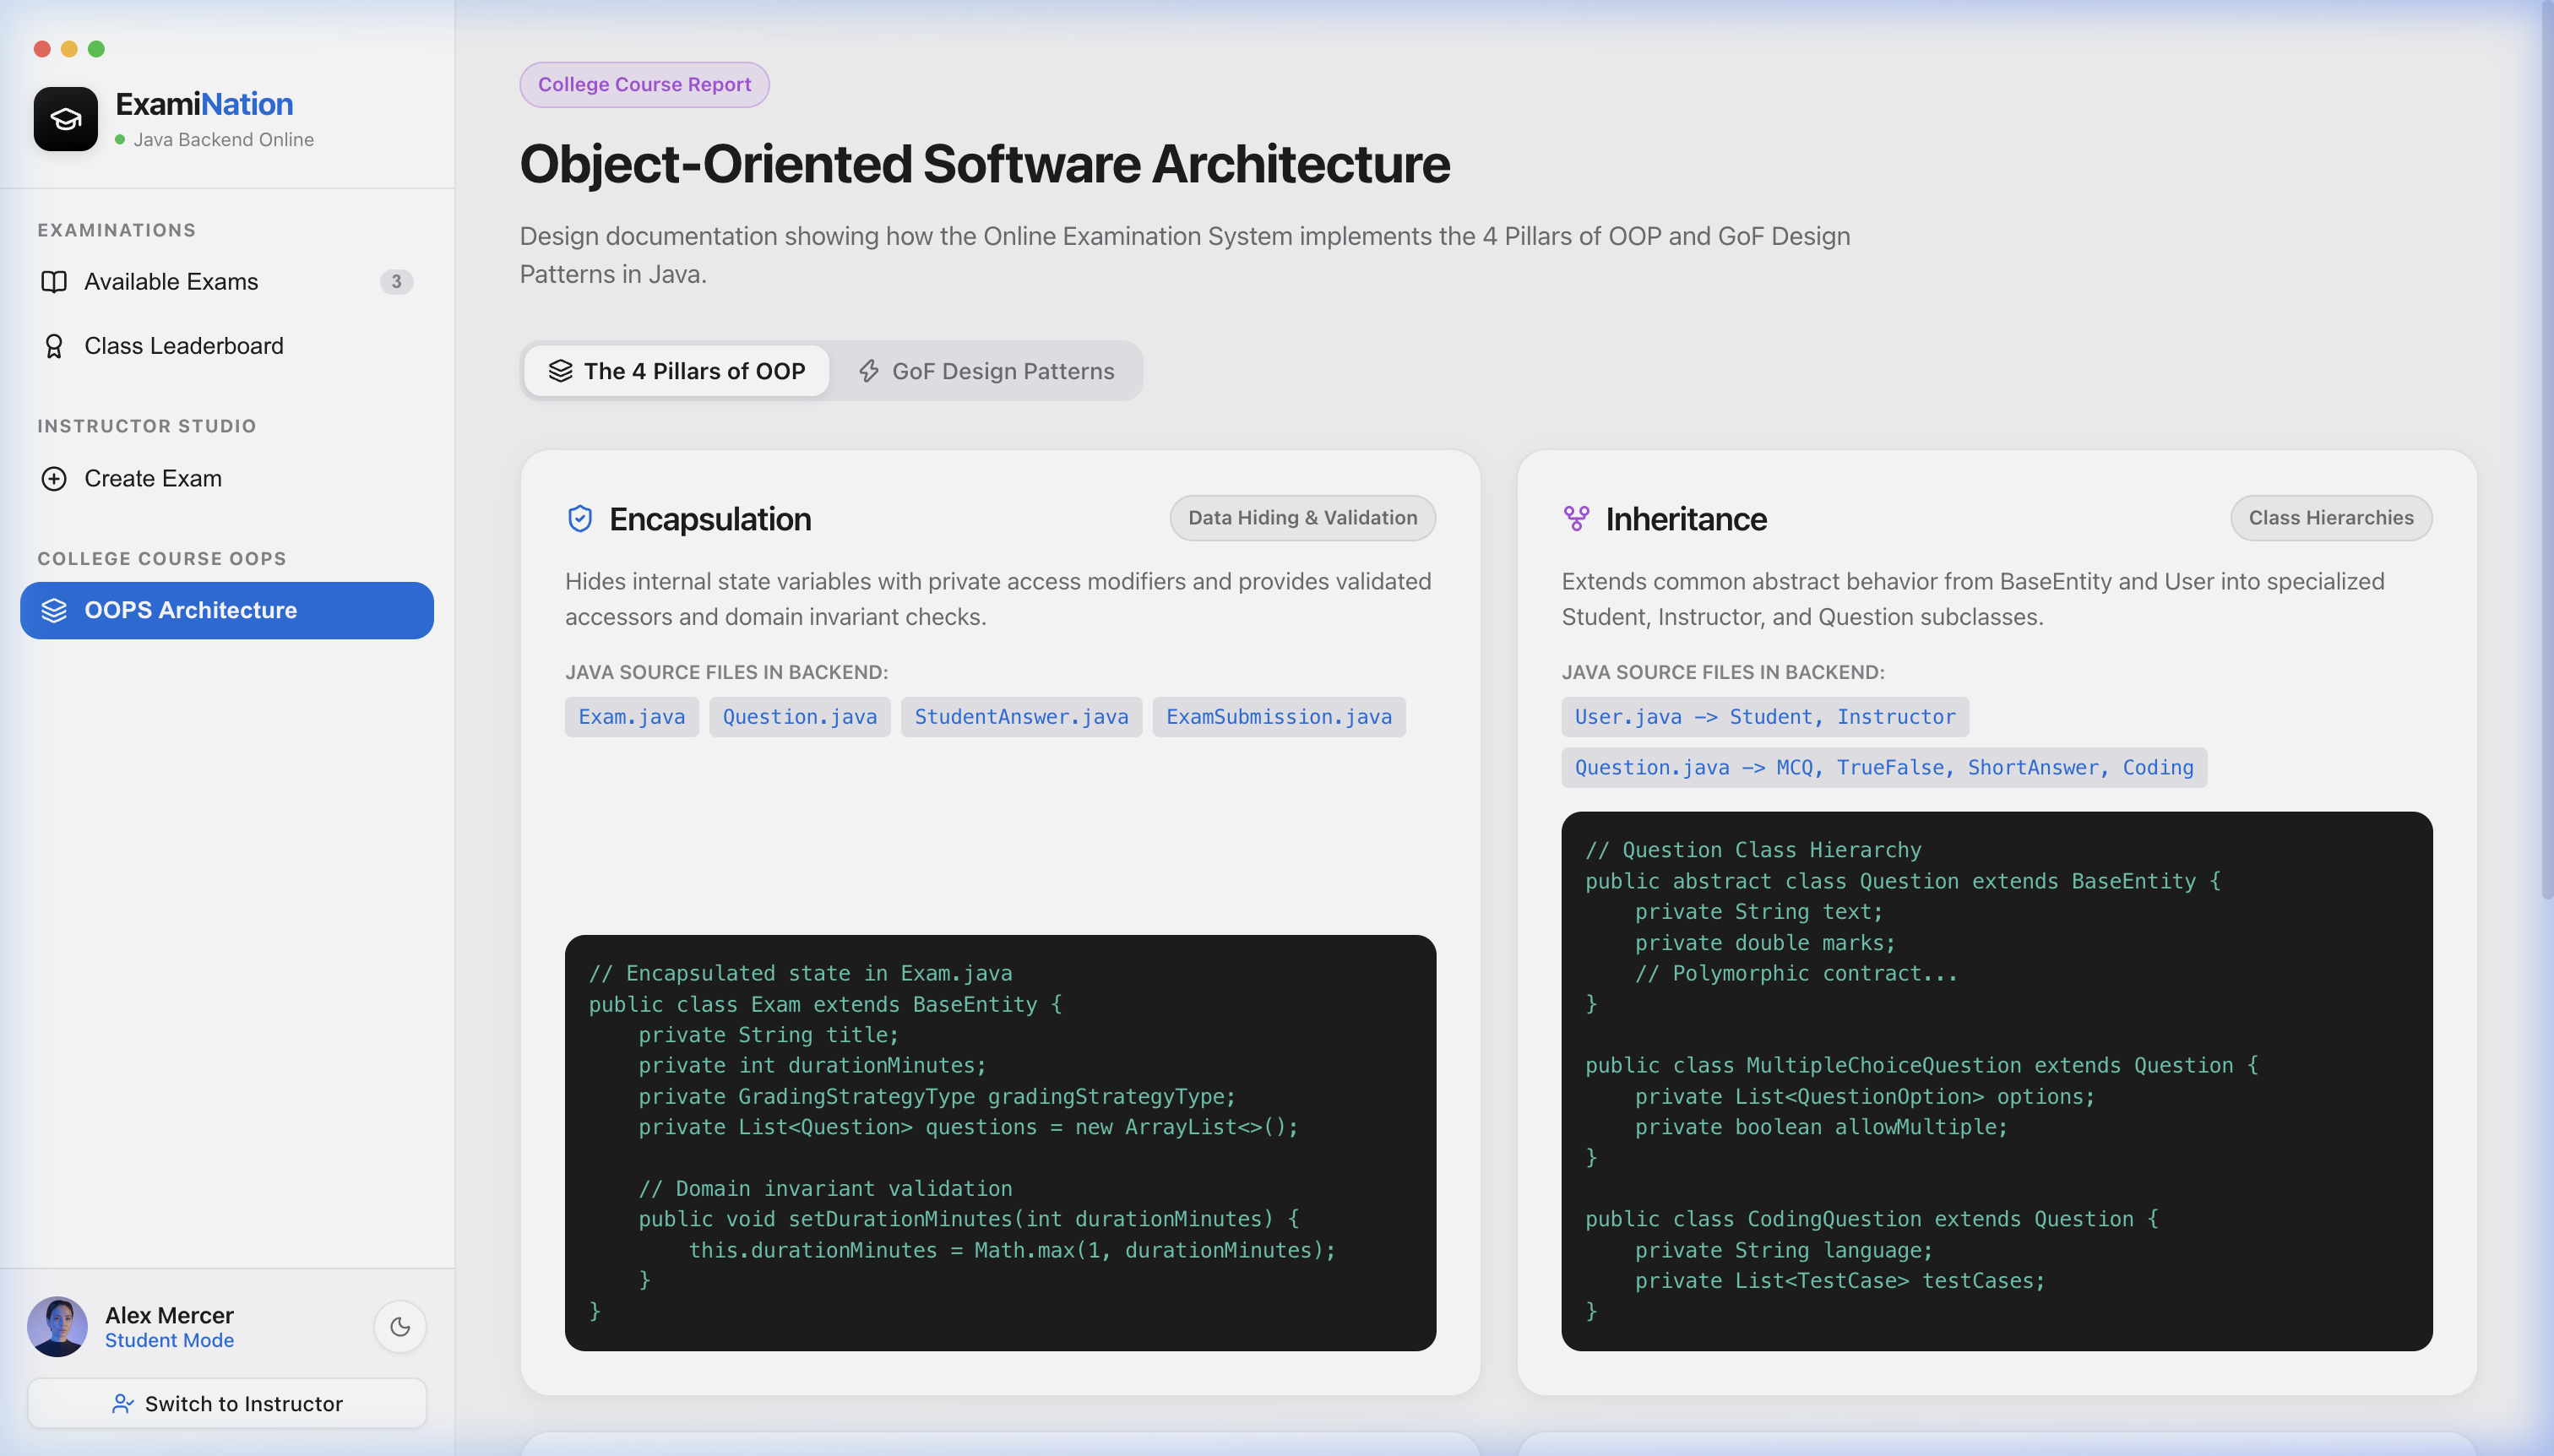 ExamiNation
Java Backend Online
EXAMINATIONS
Available Exams 3
Class Leaderboard
INSTRUCTOR STUDIO
Create Exam
COLLEGE COURSE OOPS
OOPS Architecture
Alex Mercer
Student Mode
Switch to Instructor
College Course Report
Object-Oriented Software Architecture
Design documentation showing how the Online Examination System implements the 4 Pillars of OOP and GoF Design
Patterns in Java.
The 4 Pillars of OOP GoF Design Patterns
Encapsulation Data Hiding & Validation
Hides internal state variables with private access modifiers and provides validated
accessors and domain invariant checks.
JAVA SOURCE FILES IN BACKEND:
Exam.java Question.java StudentAnswer.java ExamSubmission.java
// Encapsulated state in Exam.java
public class Exam extends BaseEntity {
    private String title;
    private int durationMinutes;
    private GradingStrategyType gradingStrategyType;
    private List<Question> questions = new ArrayList<>();
    // Domain invariant validation
    public void setDurationMinutes(int durationMinutes) {
        this.durationMinutes = Math.max(1, durationMinutes);
    }
}
Inheritance Class Hierarchies
Extends common abstract behavior from BaseEntity and User into specialized
Student, Instructor, and Question subclasses.
JAVA SOURCE FILES IN BACKEND:
User.java -> Student, Instructor
Question.java -> MCQ, TrueFalse, ShortAnswer, Coding
// Question Class Hierarchy
public abstract class Question extends BaseEntity {
    private String text;
    private double marks;
    // Polymorphic contract...
}
public class MultipleChoiceQuestion extends Question {
    private List<QuestionOption> options;
    private boolean allowMultiple;
}
public class CodingQuestion extends Question {
    private String language;
    private List<TestCase> testCases;
}